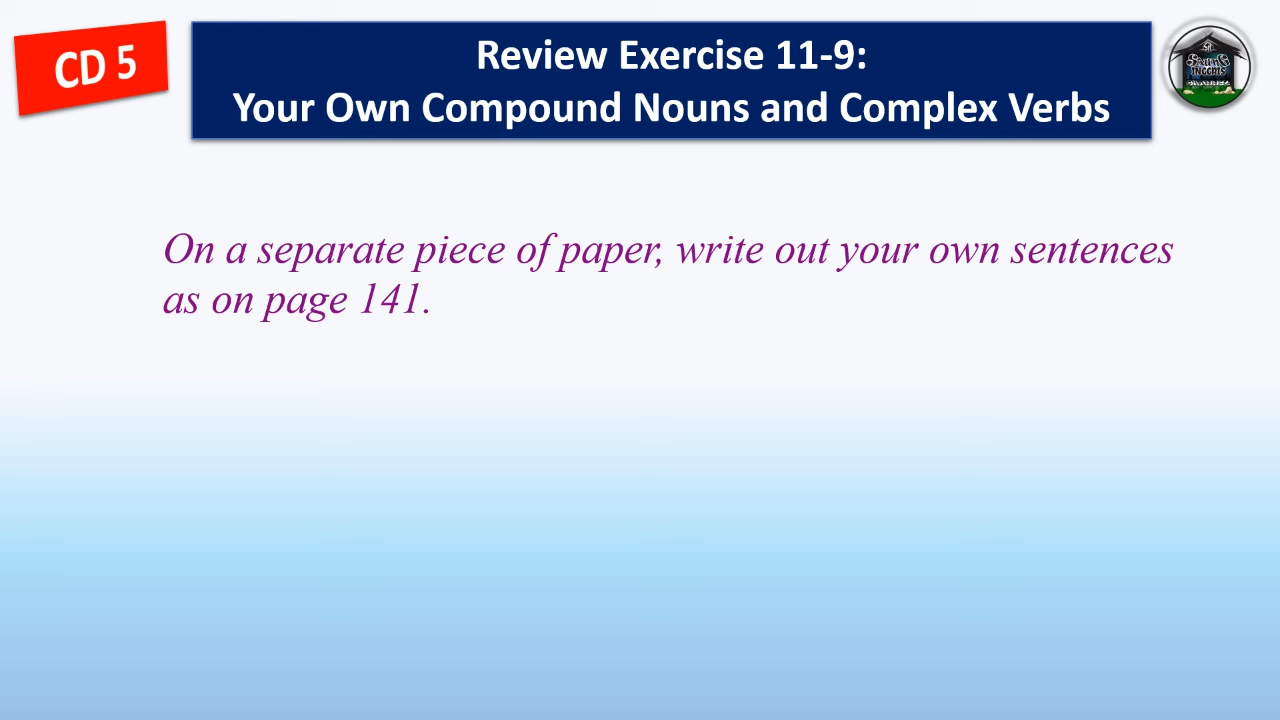 CD 5
Review Exercise 11-9:
Your Own Compound Nouns and Complex Verbs
INGGRIS
On a separate piece of paper, write out your own sentences
as on page 141.